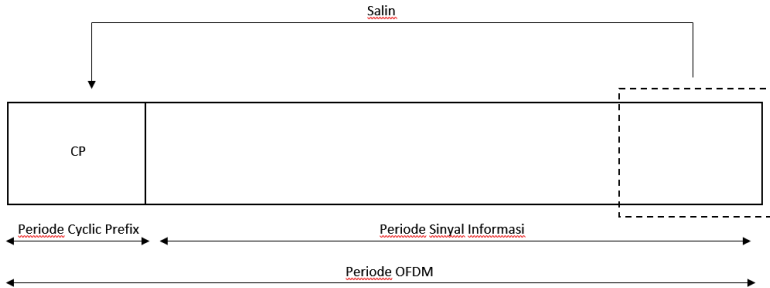 Salin
CP
Periode Cyclic Prefix
Periode Sinyal Informasi
Periode OFDM